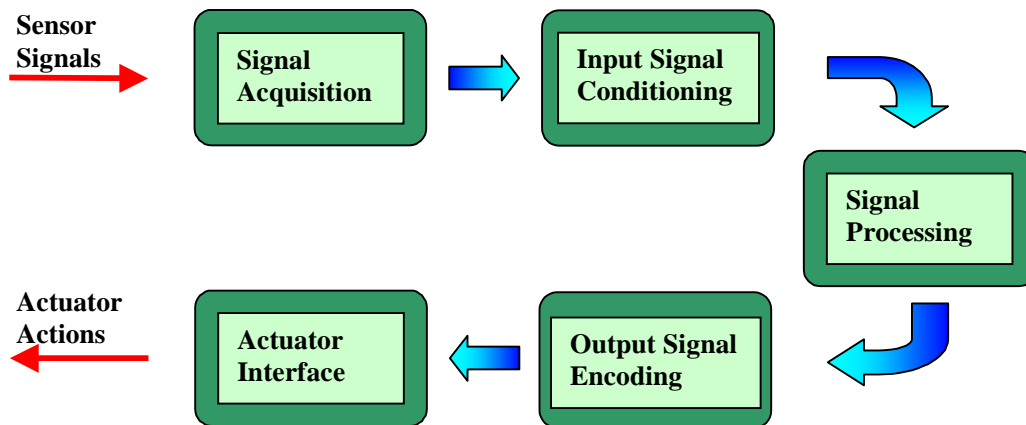 Sensor
Signals
Signal
Acquisition
Input Signal
Conditioning
Signal
Processing
Actuator
Actions
Actuator
Interface
Output Signal
Encoding